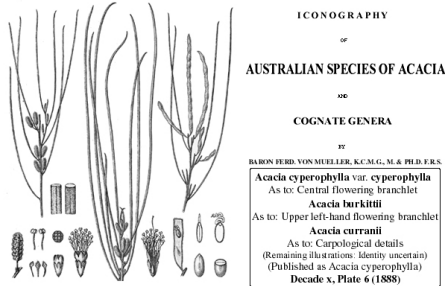 ICONOGRAPHY
OF
AUSTRALIAN SPECIES OF ACACIA
AND
COGNATE GENERA
BY
BARON FERD. VON MUELLER, K.C.M.G., M. & PH.D. F.R.S.
Acacia cyperophylla var. cyperophylla
As to: Central flowering branchlet
Acacia burkittii
As to: Upper left-hand flowering branchlet
Acacia curranii
As to: Carpological details
(Remaining illustrations: Identity uncertain)
(Published as Acacia cyperophylla)
Decade x, Plate 6 (1888)